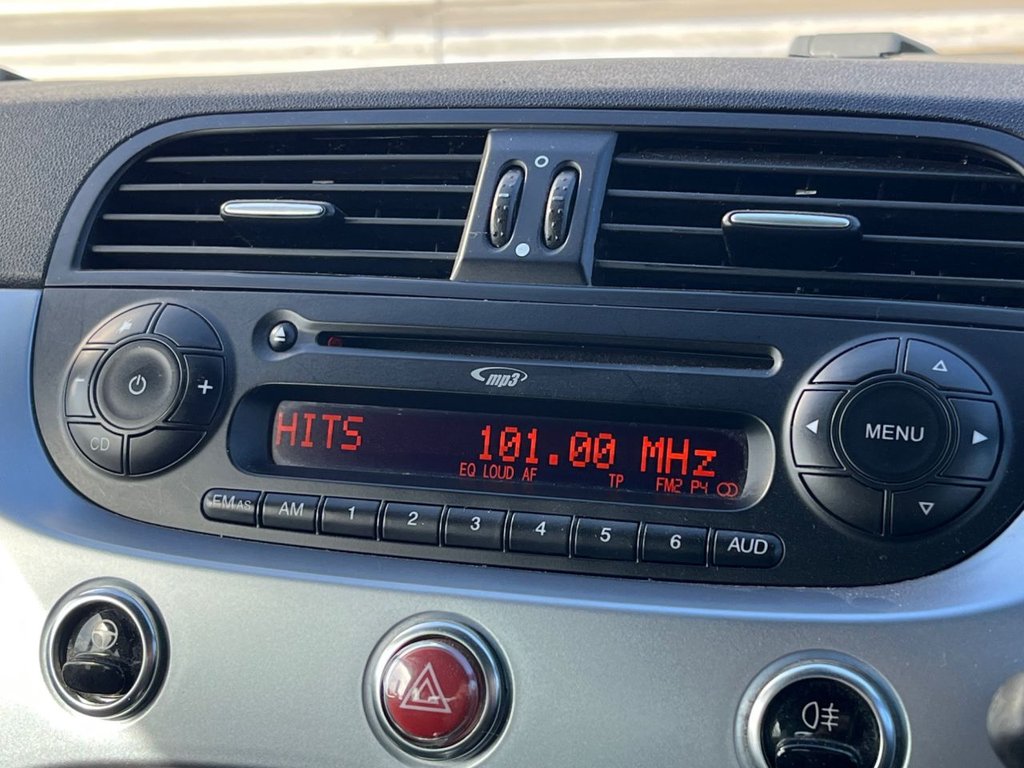 mp3
HITS 101.00 MHz
EQ LOUD AF TP FM2 P4
CD
MENU
FM AS AM 1 2 3 4 5 6 AUD